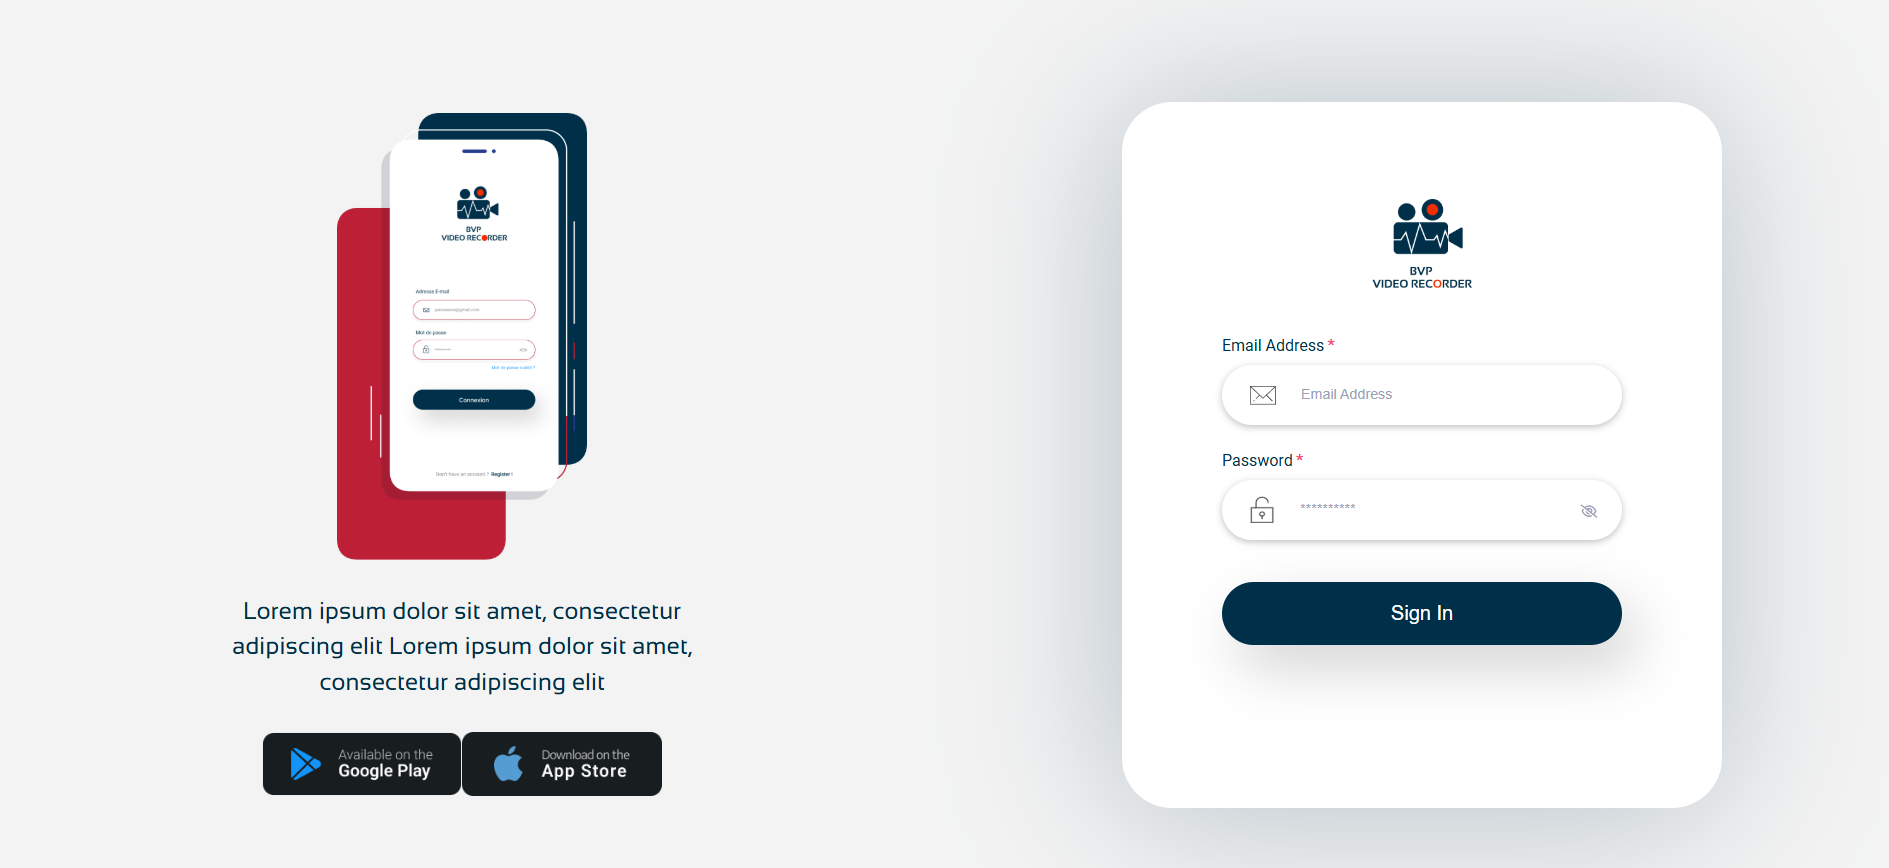 BVP
VIDEO RECORDER
Adresse E-mail
Mot de passe
********
Mot de passe oublié ?
Connexion
Don't have an account ? Register !
Lorem ipsum dolor sit amet, consectetur
adipiscing elit Lorem ipsum dolor sit amet,
consectetur adipiscing elit
Available on the
Google Play
Download on the
App Store
BVP
VIDEO RECORDER
Email Address *
Email Address
Password *
**********
Sign In